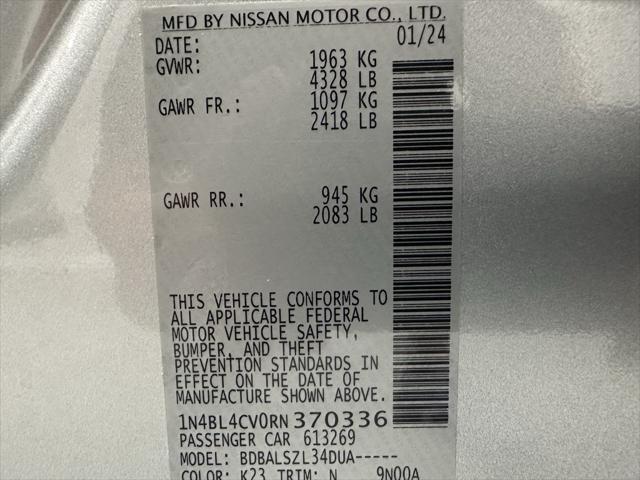 MFD BY NISSAN MOTOR CO., LTD.
DATE: 01/24
GVWR: 1963 KG
4328 LB
GAWR FR.: 1097 KG
2418 LB
GAWR RR.: 945 KG
2083 LB
THIS VEHICLE CONFORMS TO
ALL APPLICABLE FEDERAL
MOTOR VEHICLE SAFETY,
BUMPER, AND THEFT
PREVENTION STANDARDS IN
EFFECT ON THE DATE OF
MANUFACTURE SHOWN ABOVE.
1N4BL4CV0RN370336
PASSENGER CAR 613269
MODEL: BDBALSZL34DUA-----
COLOR: K23 TRIM: N 9N00A